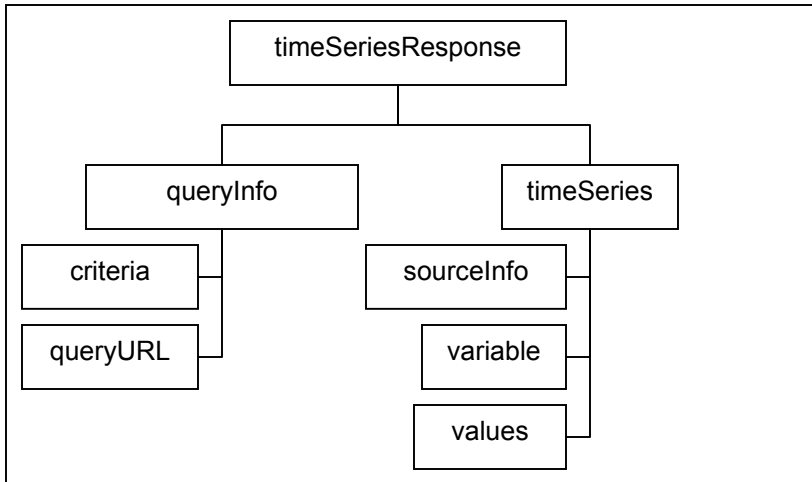 timeSeriesResponse
queryInfo
timeSeries
criteria
sourceInfo
queryURL
variable
values